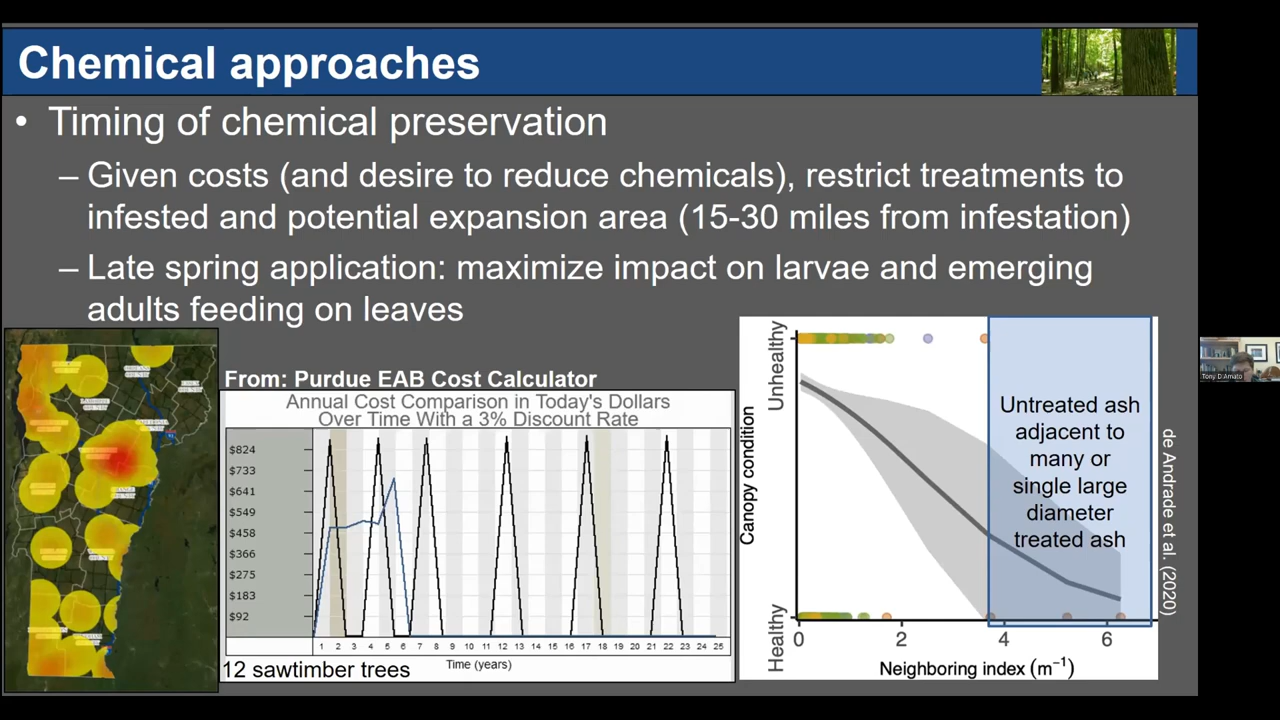 Chemical approaches
• Timing of chemical preservation
– Given costs (and desire to reduce chemicals), restrict treatments to
infested and potential expansion area (15-30 miles from infestation)
– Late spring application: maximize impact on larvae and emerging
adults feeding on leaves
From: Purdue EAB Cost Calculator
Annual Cost Comparison in Today's Dollars
Over Time With a 3% Discount Rate
$824
$733
$641
$549
$458
$366
$275
$183
$92
1 2 3 4 5 6 7 8 9 10 11 12 13 14 15 16 17 18 19 20 21 22 23 24 25
Time (years)
12 sawtimber trees
Unhealthy
Canopy condition
Healthy
Untreated ash
adjacent to
many or
single large
diameter
treated ash
0 2 4 6
Neighboring index (m⁻¹)
de Andrade et al. (2020)
Tony D'Amato